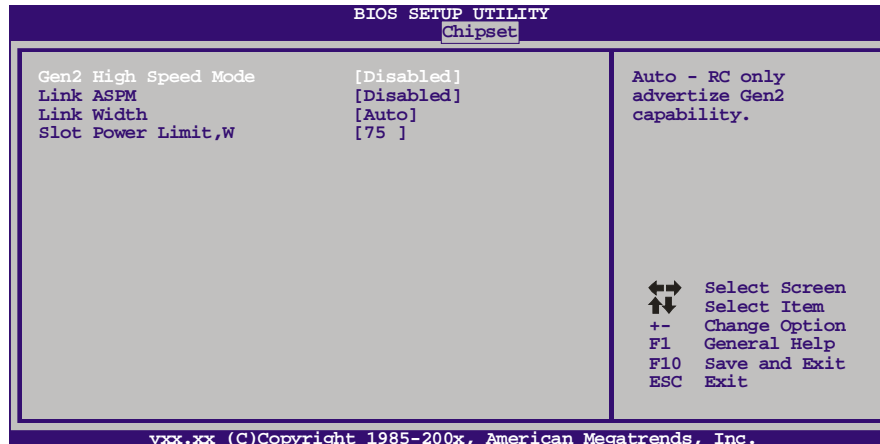 BIOS SETUP UTILITY
Chipset
Gen2 High Speed Mode [Disabled]
Link ASPM [Disabled]
Link Width [Auto]
Slot Power Limit,W [75 ]
Auto - RC only
advertize Gen2
capability.
Select Screen
Select Item
+- Change Option
F1 General Help
F10 Save and Exit
ESC Exit
vxx.xx (C)Copyright 1985-200x, American Megatrends, Inc.